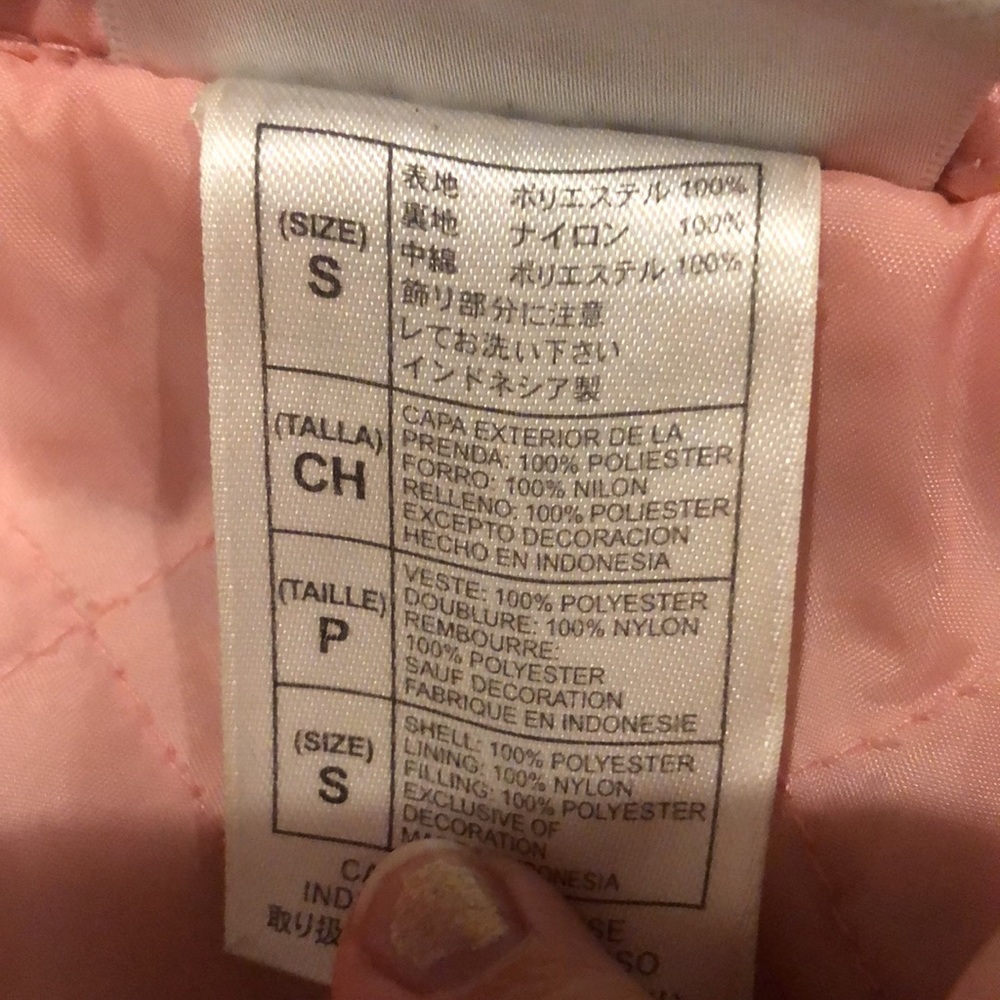 (SIZE)
S
表地 ポリエステル 100%
裏地 ナイロン 100%
中綿 ポリエステル 100%
飾り部分に注意
してお洗い下さい
インドネシア製
(TALLA)
CH
CAPA EXTERIOR DE LA
PRENDA: 100% POLIESTER
FORRO: 100% NILON
RELLENO: 100% POLIESTER
EXCEPTO DECORACION
HECHO EN INDONESIA
(TAILLE)
P
VESTE: 100% POLYESTER
DOUBLURE: 100% NYLON
REMBOURRE:
100% POLYESTER
SAUF DECORATION
FABRIQUE EN INDONESIE
(SIZE)
S
SHELL: 100% POLYESTER
LINING: 100% NYLON
FILLING: 100% POLYESTER
EXCLUSIVE OF
DECORATION